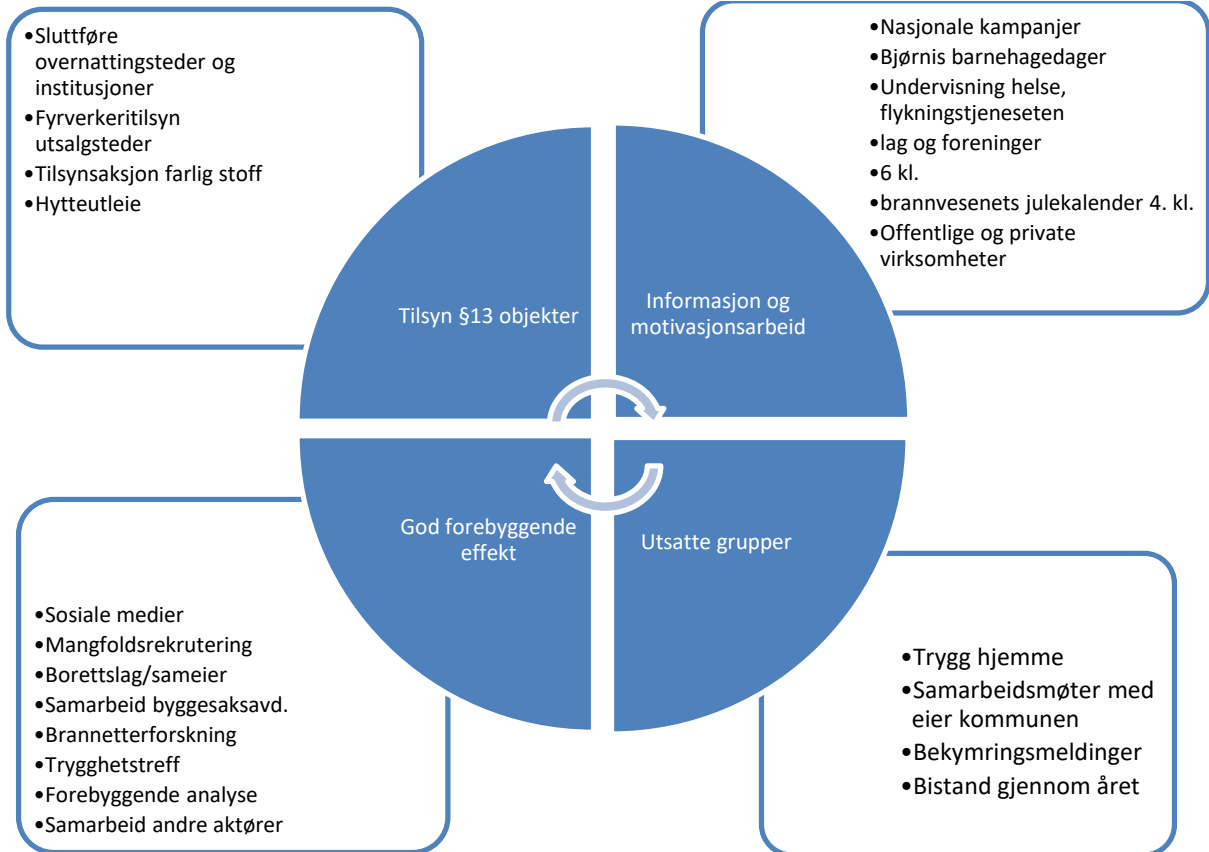 •Sluttføre
overnattingsteder og
institusjoner
•Fyrverkeritilsyn
utsalgsteder
•Tilsynsaksjon farlig stoff
•Hytteutleie
•Nasjonale kampanjer
•Bjørnis barnehagedager
•Undervisning helse,
flykningstjeneseten
•lag og foreninger
•6 kl.
•brannvesenets julekalender 4. kl.
•Offentlige og private
virksomheter
Tilsyn §13 objekter
Informasjon og
motivasjonsarbeid
God forebyggende
effekt
Utsatte grupper
•Sosiale medier
•Mangfoldsrekrutering
•Borettslag/sameier
•Samarbeid byggesaksavd.
•Brannetterforskning
•Trygghetstreff
•Forebyggende analyse
•Samarbeid andre aktører
•Trygg hjemme
•Samarbeidsmøter med
eier kommunen
•Bekymringsmeldinger
•Bistand gjennom året